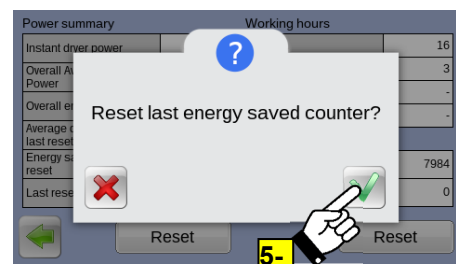 Power summary Working hours
Instant dryer power 16
Overall Av 3
Power
Overall en -
-
Average
last reset
Energy sa 7984
reset
Last rese 0
?
Reset last energy saved counter?
Reset Reset
5-